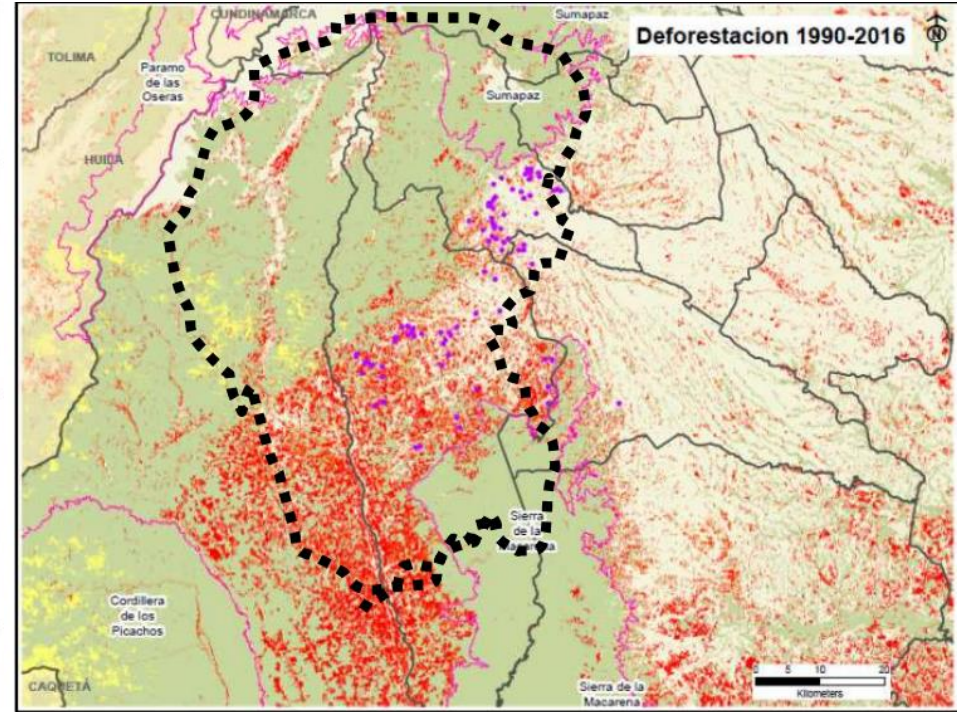 CUNDINAMARCA
Sumapaz
Deforestacion 1990-2016
N
TOLIMA
Paramo
de las
Oseras
Sumapaz
HUILA
Sierra
de la
Macarena
Cordillera
de los
Picachos
CAQUETÁ
Sierra de la
Macarena
0 5 10 20
Kilometers